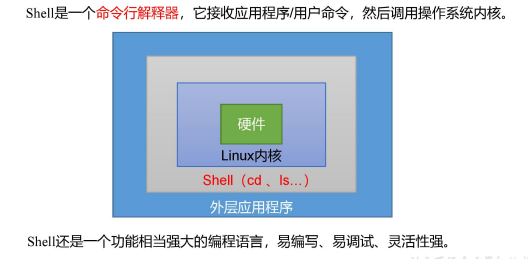 Shell是一个命令行解释器，它接收应用程序/用户命令，然后调用操作系统内核。
硬件
Linux内核
Shell（cd 、ls...）
外层应用程序
Shell还是一个功能相当强大的编程语言，易编写、易调试、灵活性强。